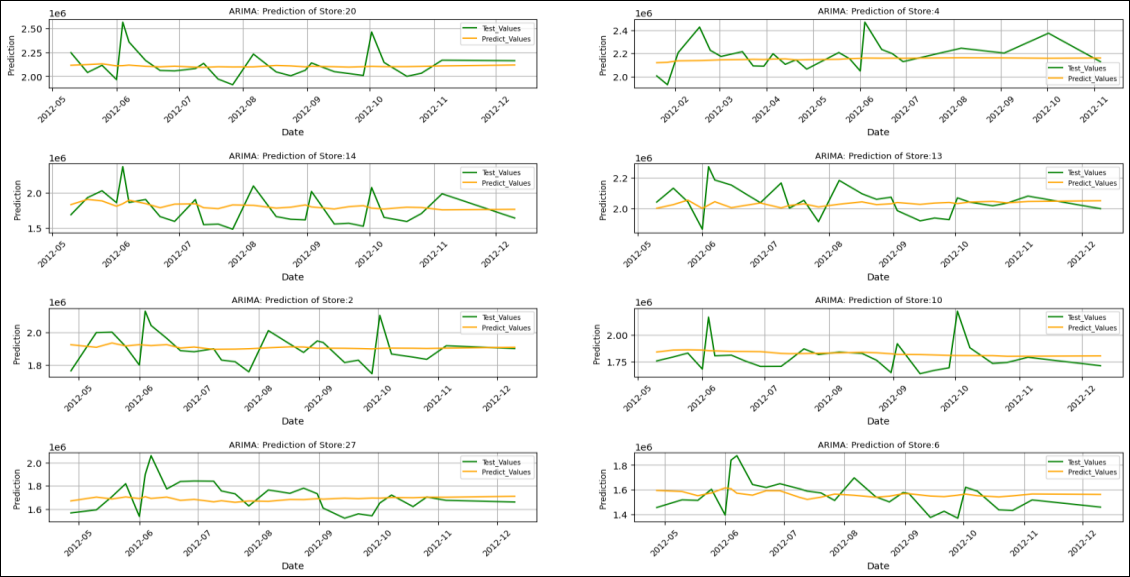 ARIMA: Prediction of Store:20
1e6
Prediction
2.50
2.25
2.00
Test_Values
Predict_Values
2012-05
2012-06
2012-07
2012-08
2012-09
2012-10
2012-11
2012-12
Date
ARIMA: Prediction of Store:4
1e6
Prediction
2.4
2.2
2.0
Test_Values
Predict_Values
2012-02
2012-03
2012-04
2012-05
2012-06
2012-07
2012-08
2012-09
2012-10
2012-11
Date
ARIMA: Prediction of Store:14
1e6
Prediction
2.0
1.5
Test_Values
Predict_Values
2012-05
2012-06
2012-07
2012-08
2012-09
2012-10
2012-11
2012-12
Date
ARIMA: Prediction of Store:13
1e6
Prediction
2.2
2.0
Test_Values
Predict_Values
2012-05
2012-06
2012-07
2012-08
2012-09
2012-10
2012-11
2012-12
Date
ARIMA: Prediction of Store:2
1e6
Prediction
2.0
1.8
Test_Values
Predict_Values
2012-05
2012-06
2012-07
2012-08
2012-09
2012-10
2012-11
2012-12
Date
ARIMA: Prediction of Store:10
1e6
Prediction
2.00
1.75
Test_Values
Predict_Values
2012-05
2012-06
2012-07
2012-08
2012-09
2012-10
2012-11
2012-12
Date
ARIMA: Prediction of Store:27
1e6
Prediction
2.0
1.8
1.6
Test_Values
Predict_Values
2012-05
2012-06
2012-07
2012-08
2012-09
2012-10
2012-11
2012-12
Date
ARIMA: Prediction of Store:6
1e6
Prediction
1.8
1.6
1.4
Test_Values
Predict_Values
2012-05
2012-06
2012-07
2012-08
2012-09
2012-10
2012-11
2012-12
Date